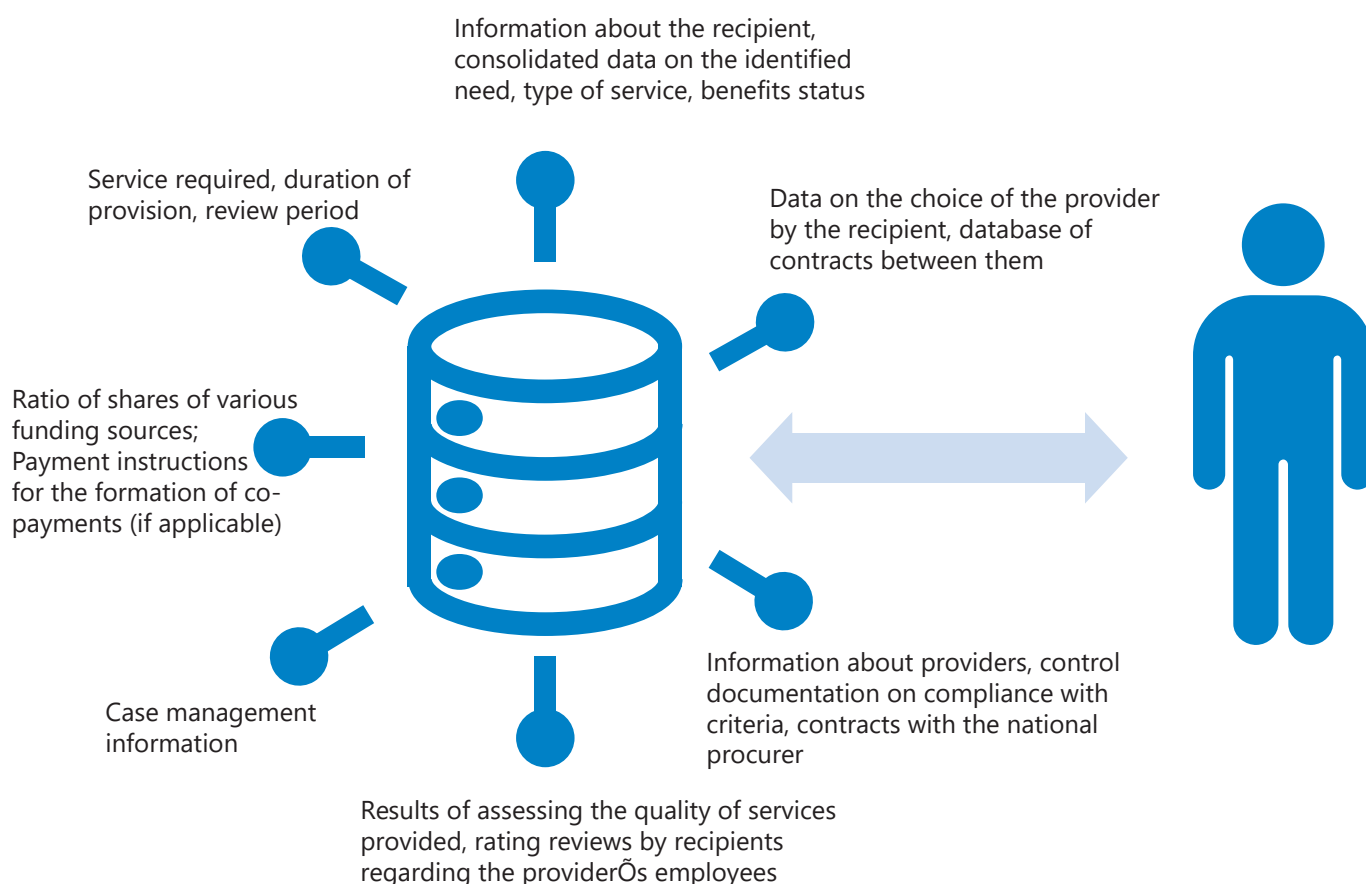 Information about the recipient,
consolidated data on the identified
need, type of service, benefits status
Service required, duration of
provision, review period
Data on the choice of the provider
by the recipient, database of
contracts between them
Ratio of shares of various
funding sources;
Payment instructions
for the formation of co-
payments (if applicable)
Case management
information
Information about providers, control
documentation on compliance with
criteria, contracts with the national
procurer
Results of assessing the quality of services
provided, rating reviews by recipients
regarding the providerÕs employees